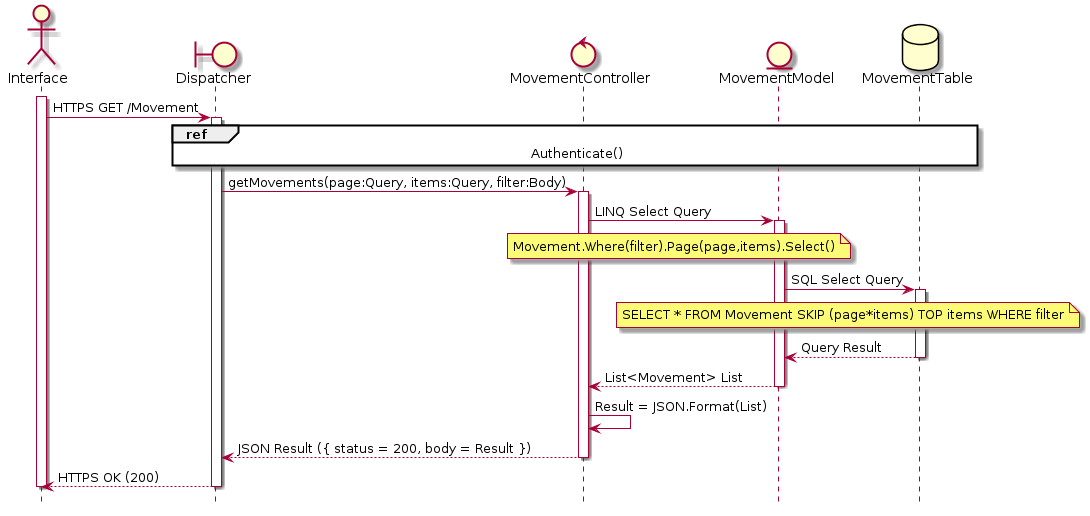 Interface
Dispatcher
MovementController
MovementModel
MovementTable
HTTPS GET /Movement
ref
Authenticate()
getMovements(page:Query, items:Query, filter:Body)
LINQ Select Query
Movement.Where(filter).Page(page,items).Select()
SQL Select Query
SELECT * FROM Movement SKIP (page*items) TOP items WHERE filter
Query Result
List<Movement> List
Result = JSON.Format(List)
JSON Result ({ status = 200, body = Result })
HTTPS OK (200)